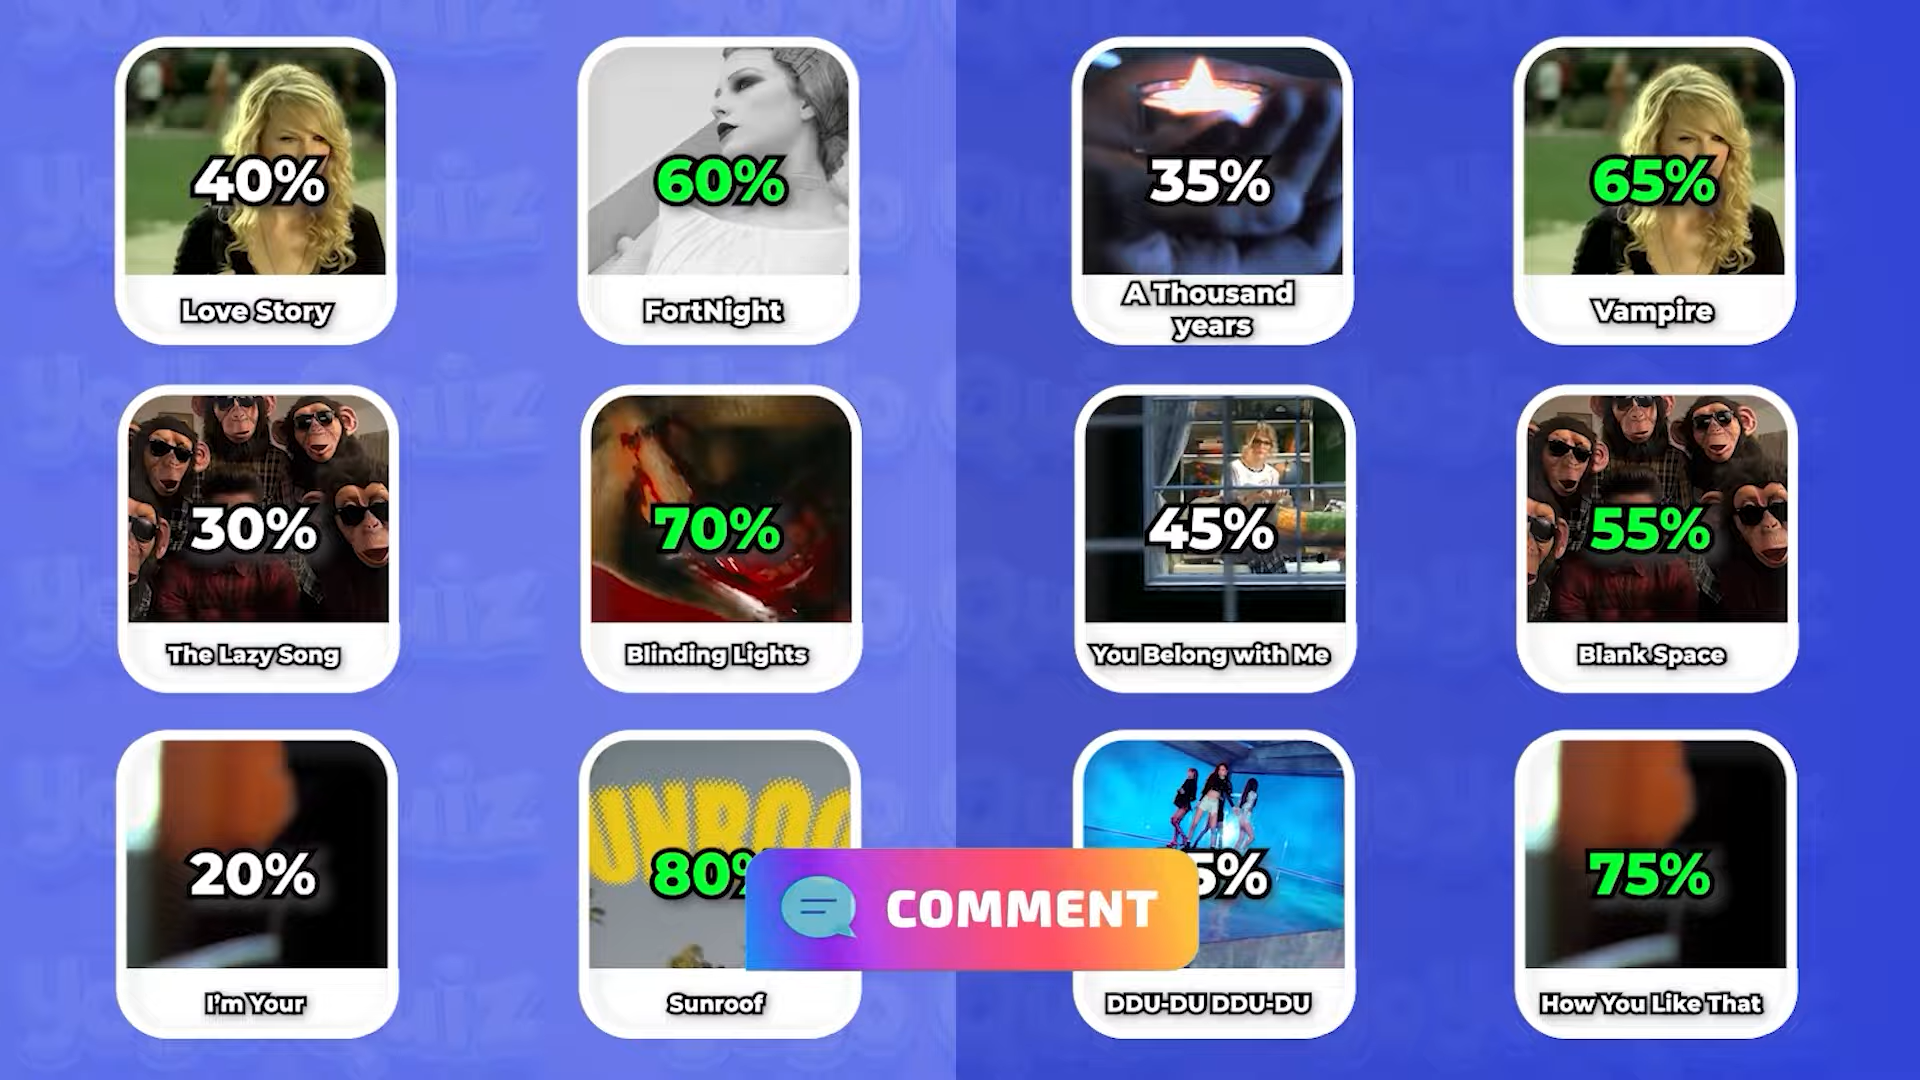 40%
60%
35%
65%
Love Story
FortNight
A Thousand
years
Vampire
30%
70%
45%
55%
The Lazy Song
Blinding Lights
You Belong with Me
Blank Space
20%
80%
5%
75%
COMMENT
I'm Your
Sunroof
DDU-DU DDU-DU
How You Like That